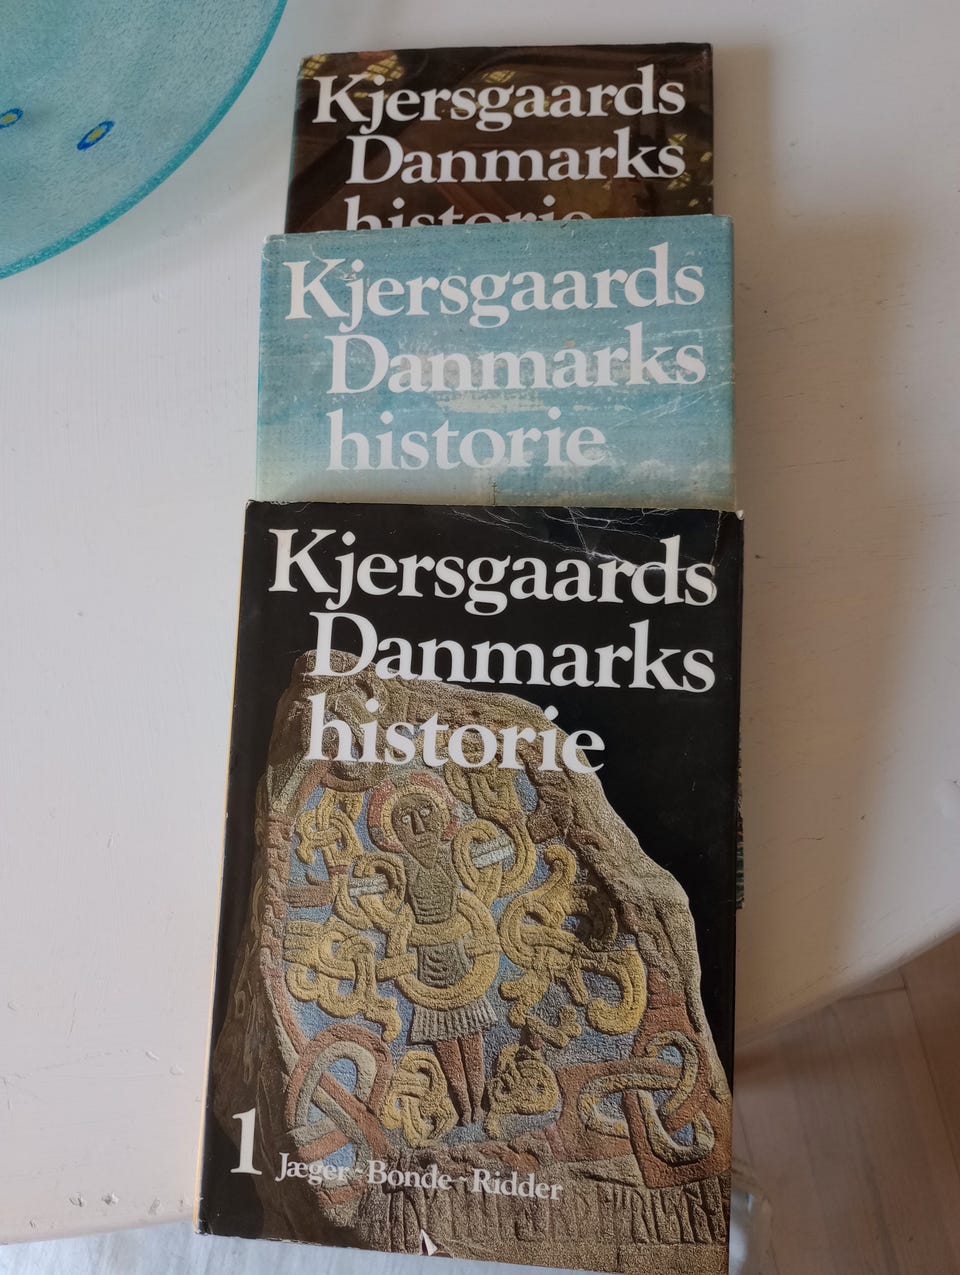 Kjersgaards
Danmarks
historie
Kjersgaards
Danmarks
historie
Kjersgaards
Danmarks
historie
1 Jæger - Bonde - Ridder